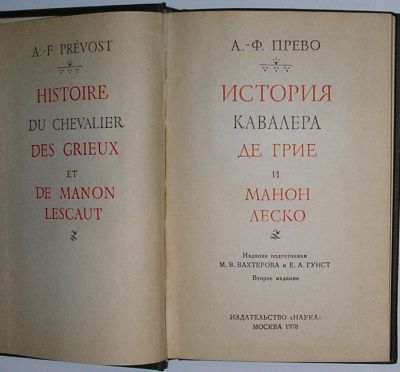 A.-F. PRÉVOST
HISTOIRE
DU CHEVALIER
DES GRIEUX
ET
DE MANON
LESCAUT
А.-Ф. ПРЕВО
ИСТОРИЯ
КАВАЛЕРА
ДЕ ГРИЕ
И
МАНОН
ЛЕСКО
Издание подготовили
М. В. ВАХТЕРОВА и Е. А. ГУНСТ
Второе издание
ИЗДАТЕЛЬСТВО «НАУКА»
МОСКВА 1978